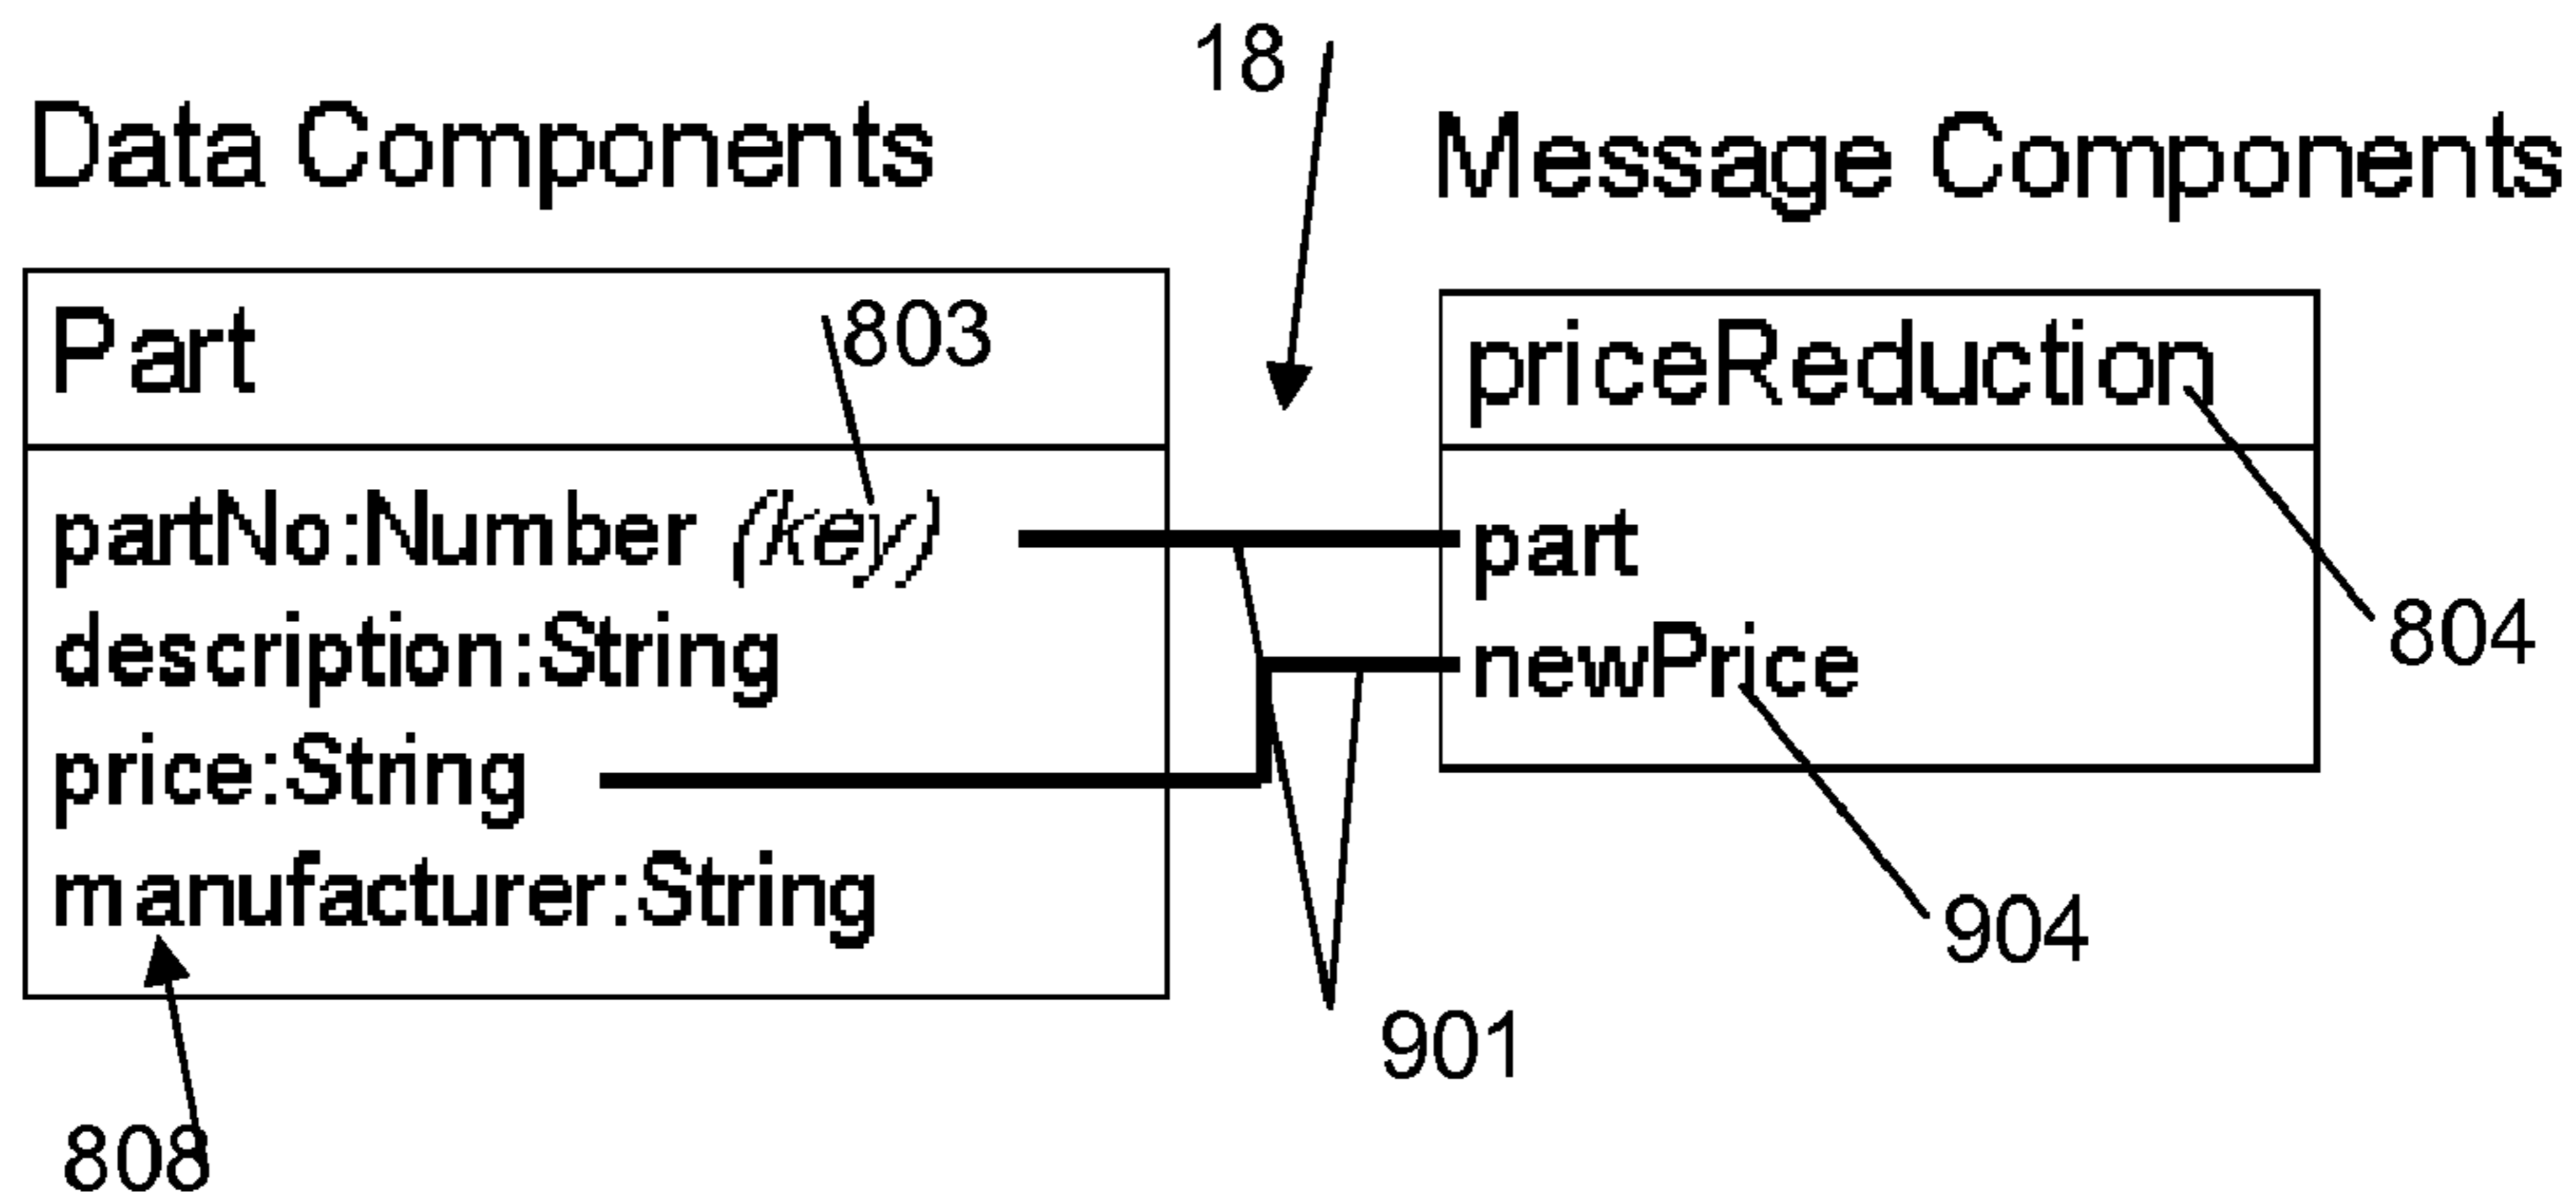 18
Data Components
Message Components
Part
803
priceReduction
partNo:Number (key)
part
description:String
newPrice
804
price:String
manufacturer:String
904
901
808